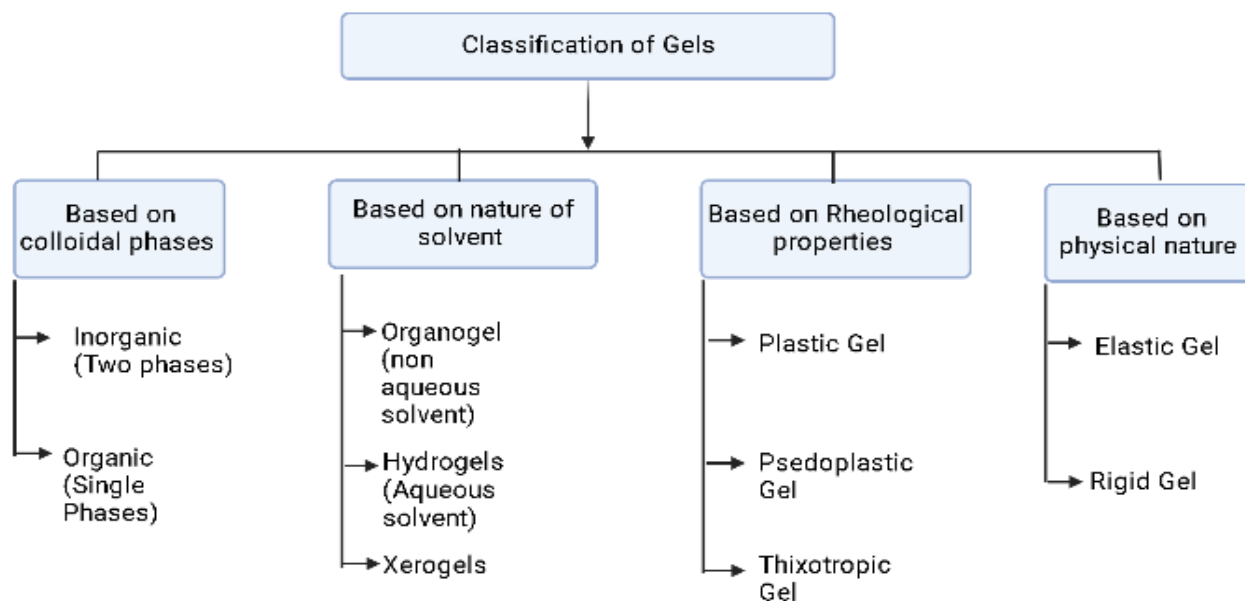 Classification of Gels
Based on
colloidal phases
Inorganic
(Two phases)
Organic
(Single
Phases)
Based on nature of
solvent
Organogel
(non
aqueous
solvent)
Hydrogels
(Aqueous
solvent)
Xerogels
Based on Rheological
properties
Plastic Gel
Psedoplastic
Gel
Thixotropic
Gel
Based on
physical nature
Elastic Gel
Rigid Gel